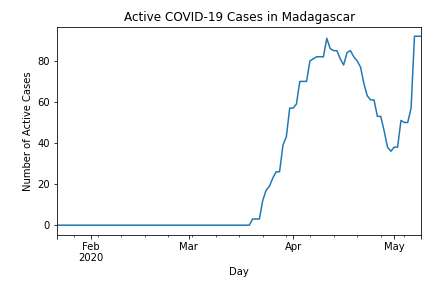 Active COVID-19 Cases in Madagascar
80
60
40
20
0
Number of Active Cases
Feb
2020
Mar
Apr
May
Day